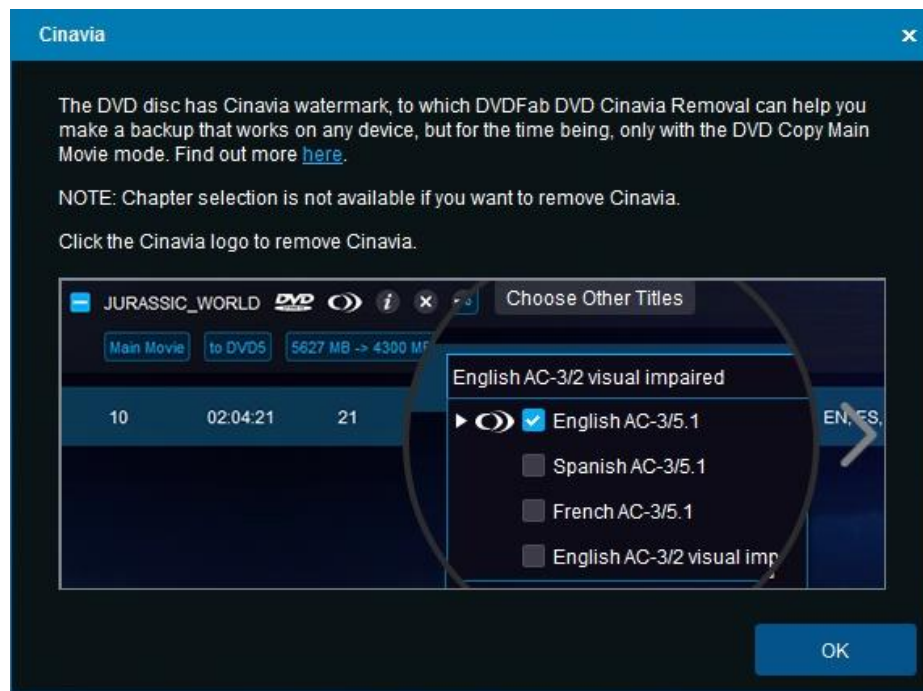 Cinavia
The DVD disc has Cinavia watermark, to which DVDFab DVD Cinavia Removal can help you
make a backup that works on any device, but for the time being, only with the DVD Copy Main
Movie mode. Find out more here.
NOTE: Chapter selection is not available if you want to remove Cinavia.
Click the Cinavia logo to remove Cinavia.
JURASSIC_WORLD DVD Choose Other Titles
Main Movie to DVD5 5627 MB -> 4300
English AC-3/2 visual impaired
10 02:04:21 21 English AC-3/5.1 EN, ES,
Spanish AC-3/5.1
French AC-3/5.1
English AC-3/2 visual imp
OK